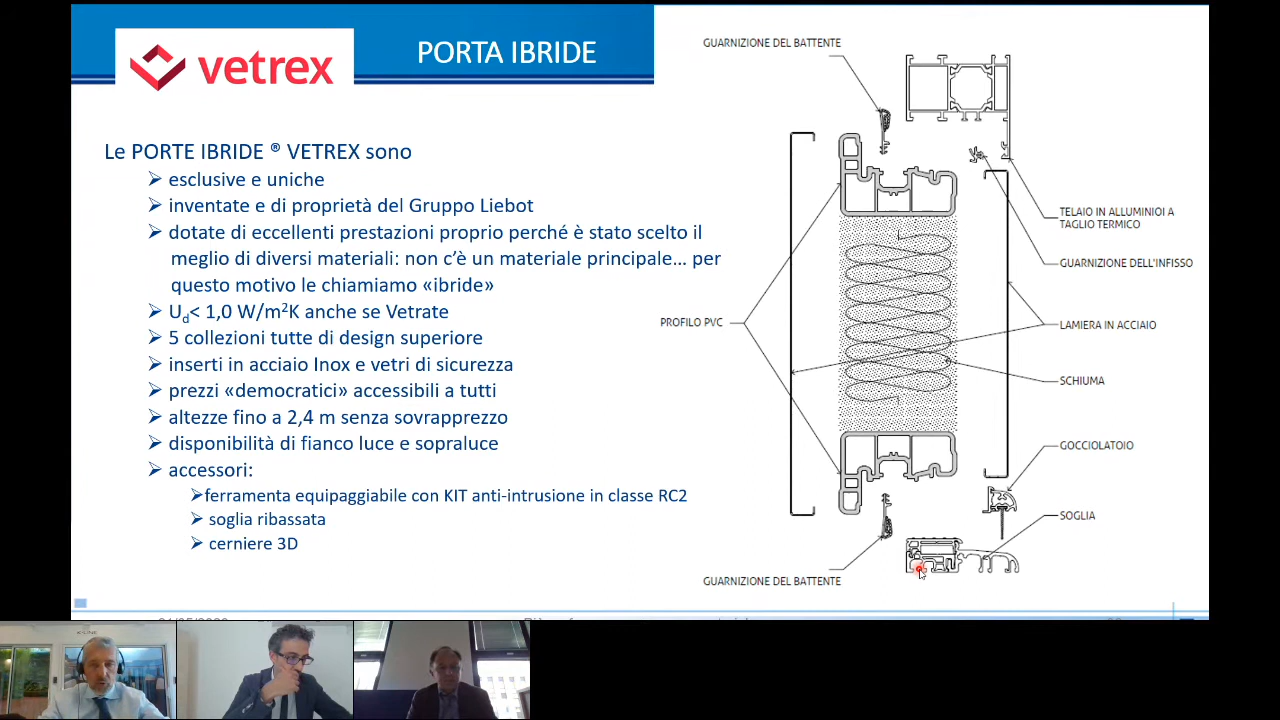 vetrex
PORTA IBRIDE
Le PORTE IBRIDE ® VETREX sono
➢ esclusive e uniche
➢ inventate e di proprietà del Gruppo Liebot
➢ dotate di eccellenti prestazioni proprio perché è stato scelto il
meglio di diversi materiali: non c’è un materiale principale… per
questo motivo le chiamiamo «ibride»
➢ Ud< 1,0 W/m2K anche se Vetrate
➢ 5 collezioni tutte di design superiore
➢ inserti in acciaio Inox e vetri di sicurezza
➢ prezzi «democratici» accessibili a tutti
➢ altezze fino a 2,4 m senza sovrapprezzo
➢ disponibilità di fianco luce e sopraluce
➢ accessori:
➢ferramenta equipaggiabile con KIT anti-intrusione in classe RC2
➢ soglia ribassata
➢ cerniere 3D
GUARNIZIONE DEL BATTENTE
TELAIO IN ALLUMINIOI A
TAGLIO TERMICO
GUARNIZIONE DELL'INFISSO
PROFILO PVC
LAMIERA IN ACCIAIO
SCHIUMA
GOCCIOLATOIO
SOGLIA
GUARNIZIONE DEL BATTENTE